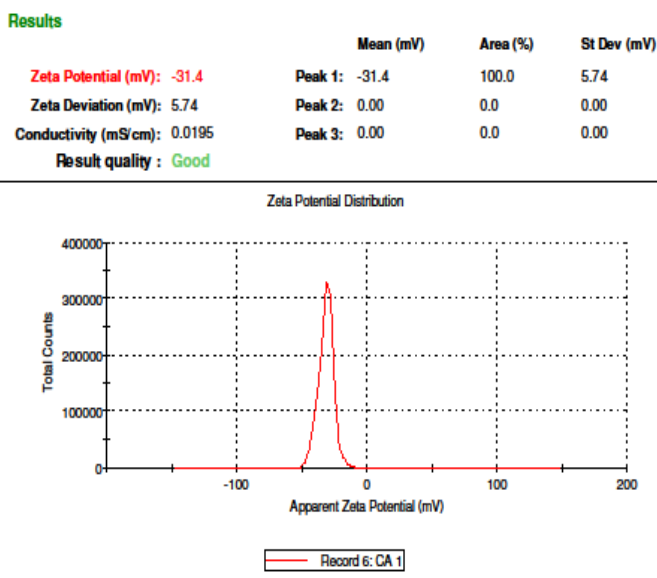 Results
Mean (mV) Area (%) St Dev (mV)
Zeta Potential (mV): -31.4 Peak 1: -31.4 100.0 5.74
Zeta Deviation (mV): 5.74 Peak 2: 0.00 0.0 0.00
Conductivity (mS/cm): 0.0195 Peak 3: 0.00 0.0 0.00
Result quality : Good
Zeta Potential Distribution
400000
300000
200000
100000
0
Total Counts
-100 0 100 200
Apparent Zeta Potential (mV)
Record 6: CA 1